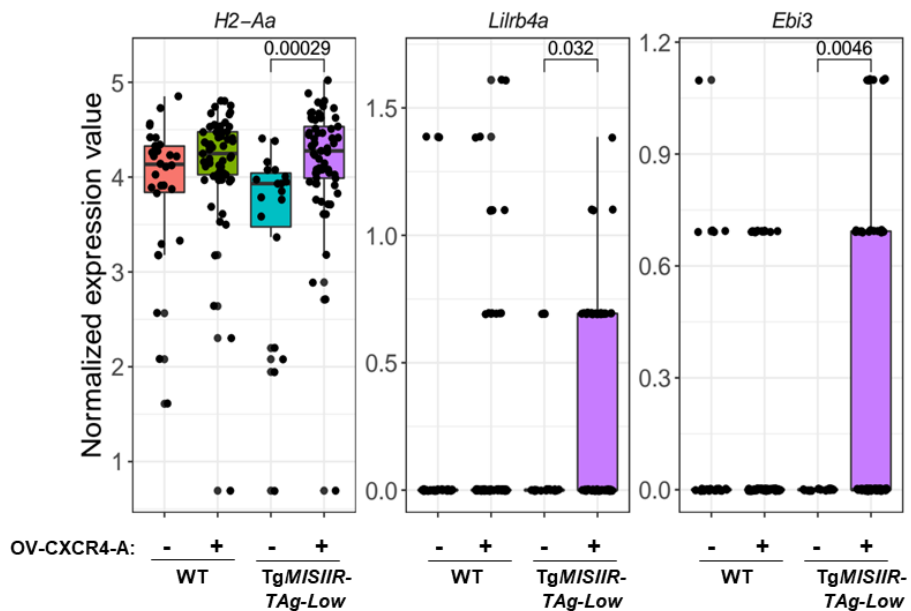 H2-Aa
Lilrb4a
Ebi3
Normalized expression value
0.00029
5
4
3
2
1
0.032
1.5
1.0
0.5
0.0
0.0046
1.2
0.9
0.6
0.3
0.0
OV-CXCR4-A: - + - + - + - + - + - +
WT TgMISIIR- WT TgMISIIR- WT TgMISIIR-
TAg-Low TAg-Low TAg-Low